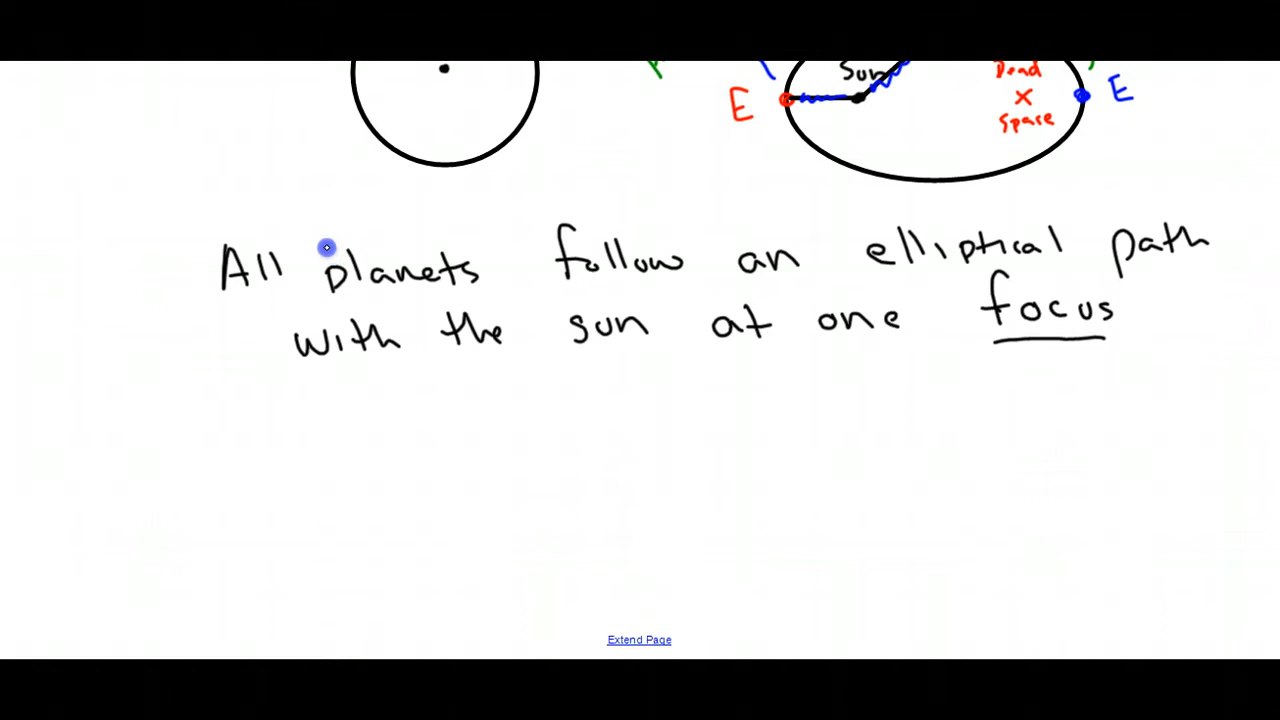 Sun
Dead
E
X
E
Space
All planets follow an elliptical path
with the sun at one focus
Extend Page